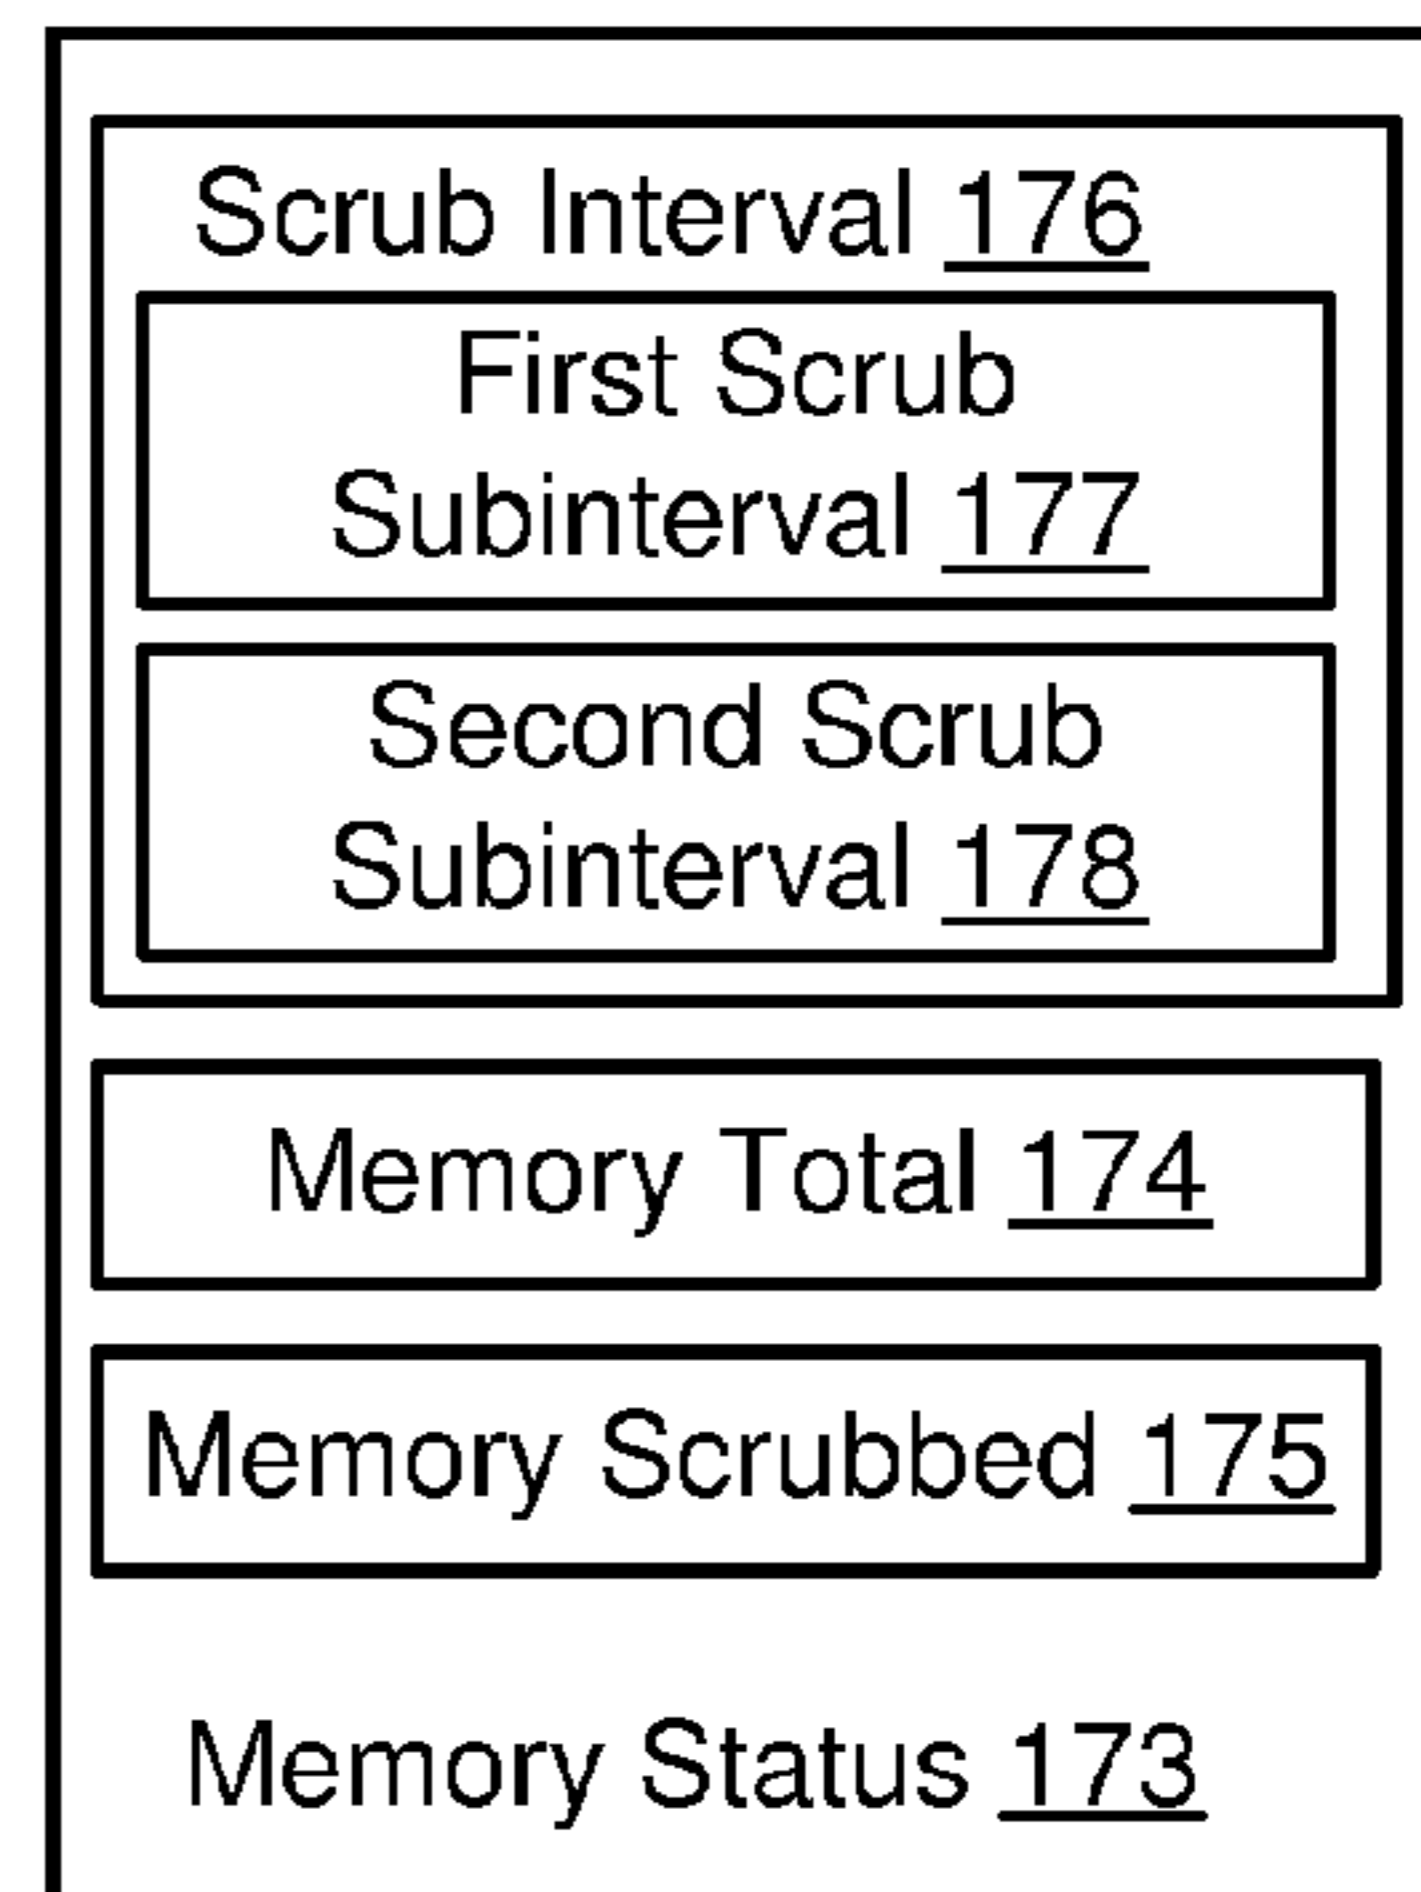 Scrub Interval 176
First Scrub
Subinterval 177
Second Scrub
Subinterval 178
Memory Total 174
Memory Scrubbed 175
Memory Status 173